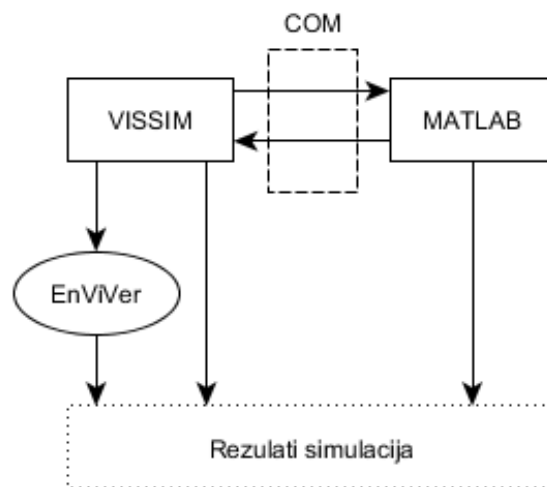 COM
VISSIM
MATLAB
EnViVer
Rezulati simulacija